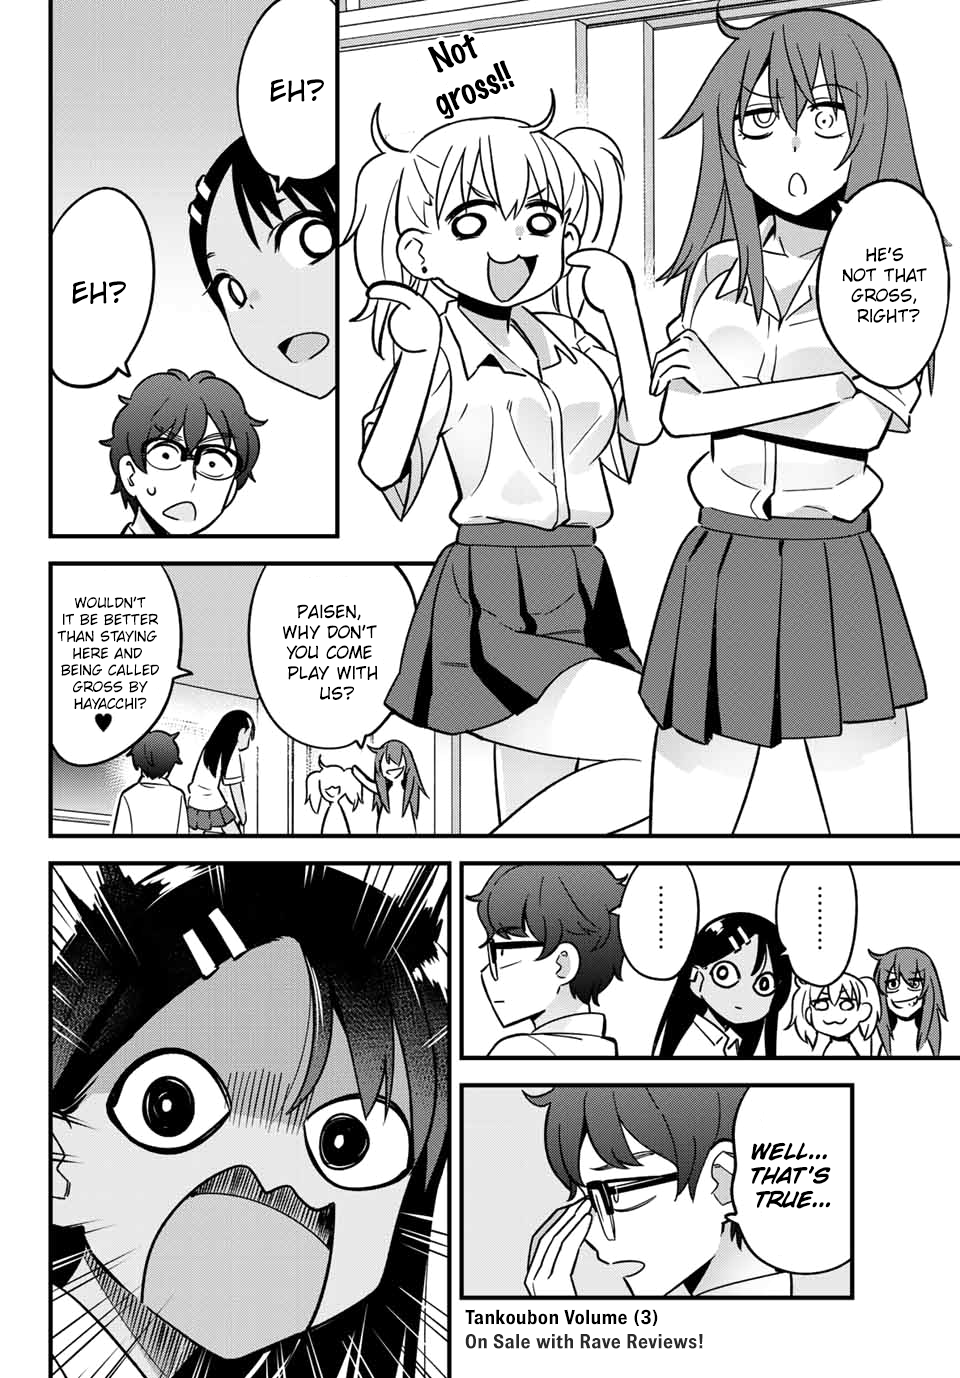 Not
gross!!
HE'S
NOT THAT
GROSS,
RIGHT?
EH?
EH?
PAISEN,
WHY DON'T
YOU COME
PLAY WITH
US?
WOULDN'T
IT BE BETTER
THAN STAYING
HERE AND
BEING CALLED
GROSS BY
HAYACCHI?
♥
........
........
WELL...
THAT'S
TRUE...
Tankoubon Volume (3)
On Sale with Rave Reviews!